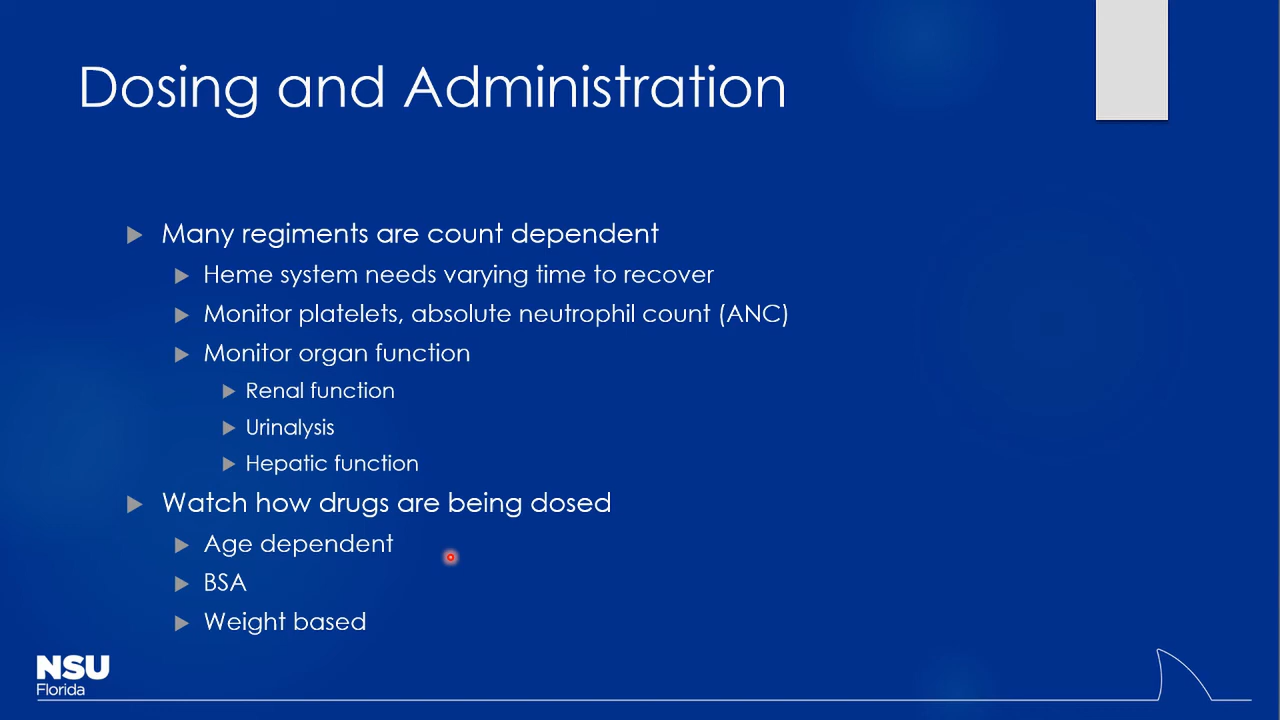 Dosing and Administration
Many regiments are count dependent
Heme system needs varying time to recover
Monitor platelets, absolute neutrophil count (ANC)
Monitor organ function
Renal function
Urinalysis
Hepatic function
Watch how drugs are being dosed
Age dependent
BSA
Weight based
NSU
Florida